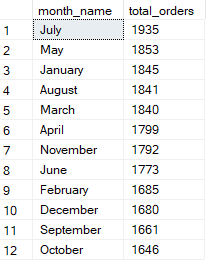 month_name total_orders
1 July 1935
2 May 1853
3 January 1845
4 August 1841
5 March 1840
6 April 1799
7 November 1792
8 June 1773
9 February 1685
10 December 1680
11 September 1661
12 October 1646